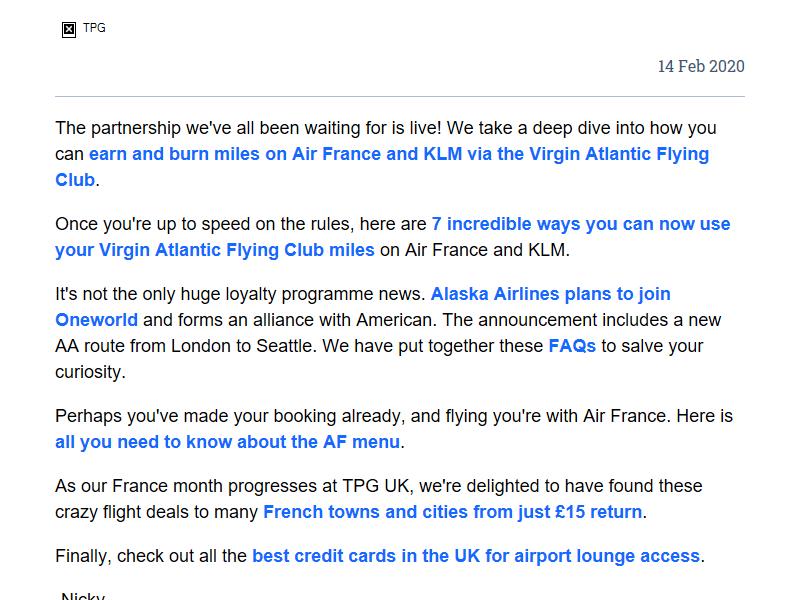 TPG
14 Feb 2020
The partnership we've all been waiting for is live! We take a deep dive into how you
can earn and burn miles on Air France and KLM via the Virgin Atlantic Flying
Club.
Once you're up to speed on the rules, here are 7 incredible ways you can now use
your Virgin Atlantic Flying Club miles on Air France and KLM.
It's not the only huge loyalty programme news. Alaska Airlines plans to join
Oneworld and forms an alliance with American. The announcement includes a new
AA route from London to Seattle. We have put together these FAQs to salve your
curiosity.
Perhaps you've made your booking already, and flying you're with Air France. Here is
all you need to know about the AF menu.
As our France month progresses at TPG UK, we're delighted to have found these
crazy flight deals to many French towns and cities from just £15 return.
Finally, check out all the best credit cards in the UK for airport lounge access.
Nicky